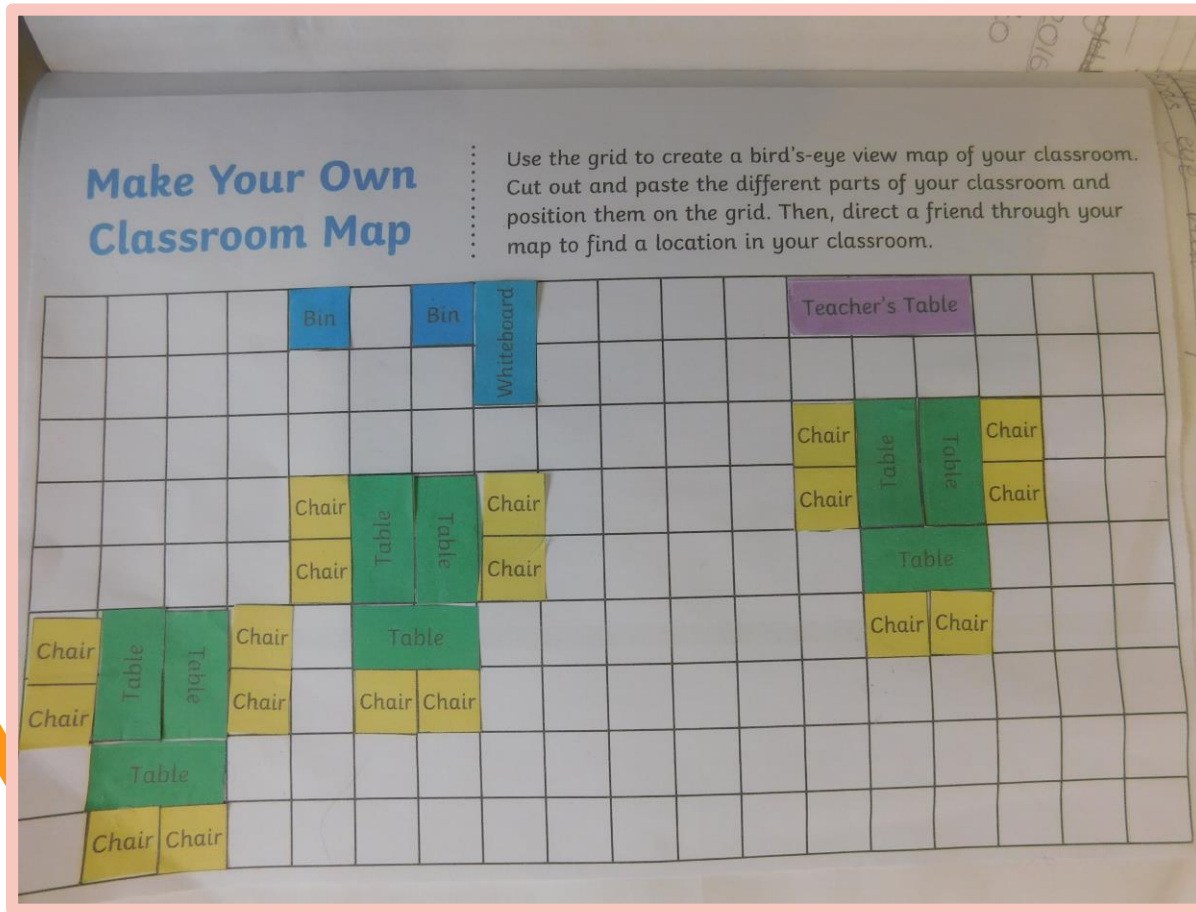 2016
Make Your Own
Classroom Map
Use the grid to create a bird's-eye view map of your classroom.
Cut out and paste the different parts of your classroom and
position them on the grid. Then, direct a friend through your
map to find a location in your classroom.
Bin
Bin
Whiteboard
Teacher's Table
Chair
Table
Table
Chair
Chair
Chair
Table
Chair
Chair
Chair
Table
Table
Chair
Chair
Chair
Table
Chair
Chair
Chair
Table
Table
Chair
Chair
Chair
Table
Chair
Chair